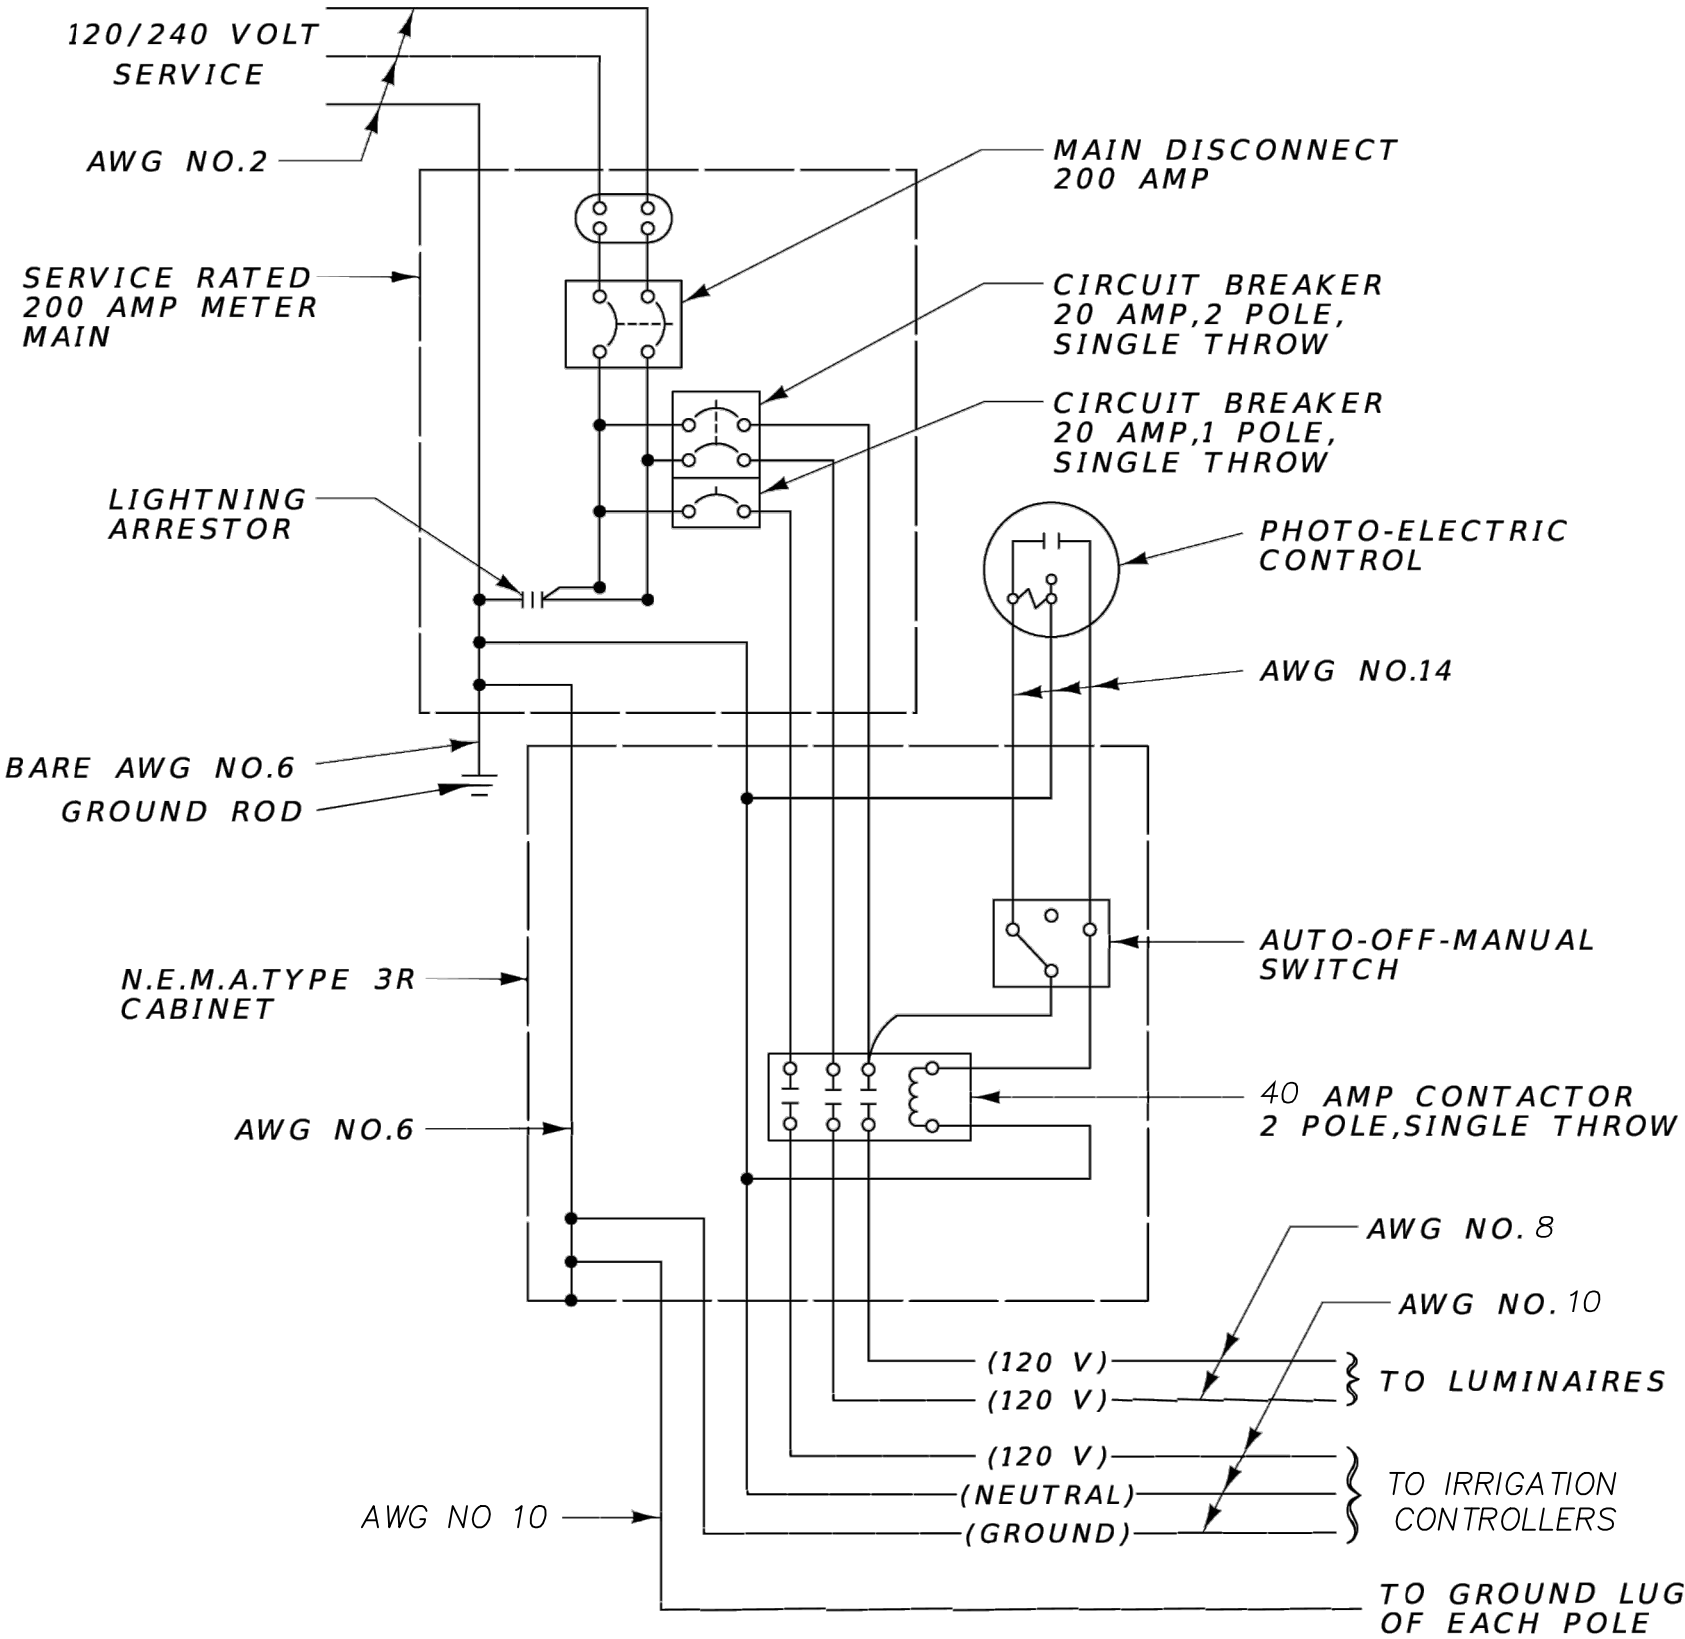 120/240 VOLT
SERVICE
AWG NO.2
MAIN DISCONNECT
200 AMP
SERVICE RATED
200 AMP METER
MAIN
CIRCUIT BREAKER
20 AMP,2 POLE,
SINGLE THROW
CIRCUIT BREAKER
20 AMP,1 POLE,
SINGLE THROW
LIGHTNING
ARRESTOR
PHOTO-ELECTRIC
CONTROL
AWG NO.14
BARE AWG NO.6
GROUND ROD
AUTO-OFF-MANUAL
SWITCH
N.E.M.A.TYPE 3R
CABINET
40 AMP CONTACTOR
2 POLE,SINGLE THROW
AWG NO.6
AWG NO. 8
AWG NO. 10
(120 V)
(120 V)
TO LUMINAIRES
(120 V)
(NEUTRAL)
(GROUND)
TO IRRIGATION
CONTROLLERS
AWG NO 10
TO GROUND LUG
OF EACH POLE